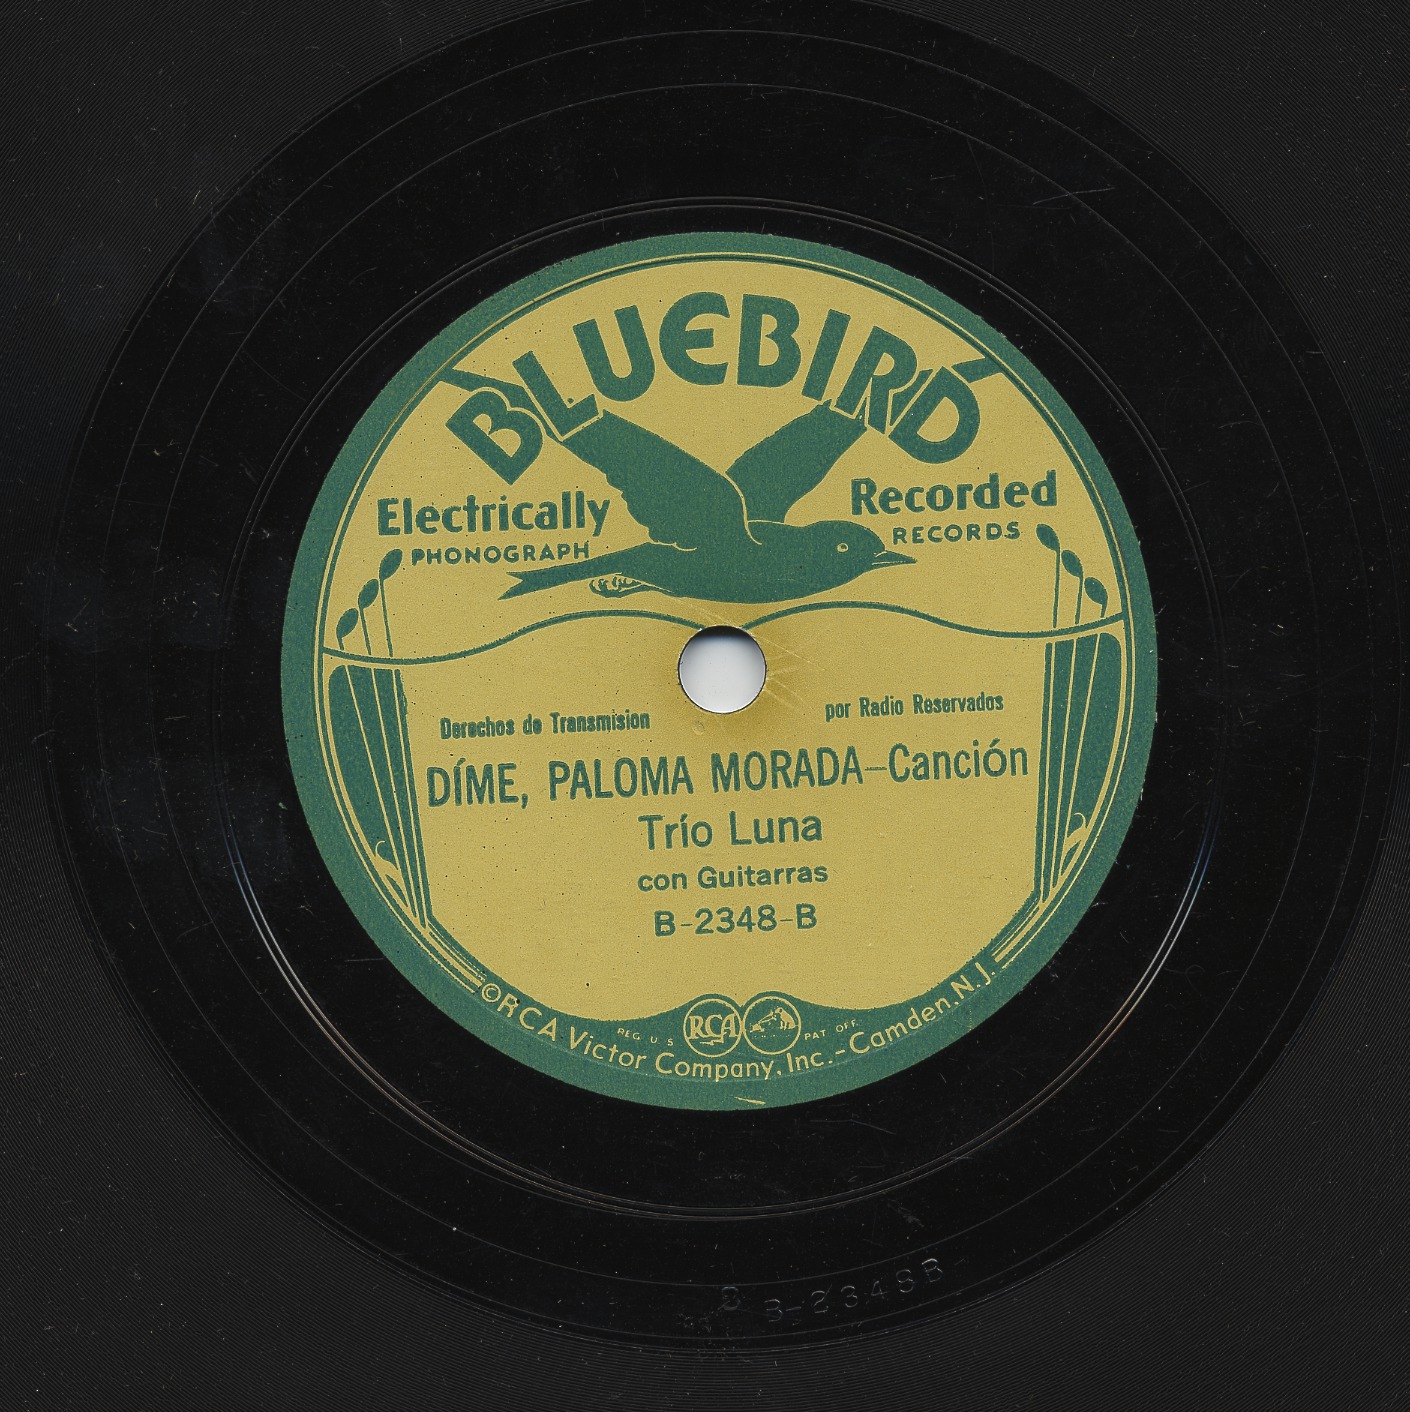 BLUEBIRD
Electrically Recorded
PHONOGRAPH RECORDS
Derechos de Transmision por Radio Reservados
DÍME, PALOMA MORADA–Canción
Trío Luna
con Guitarras
B-2348-B
REG. U S RCA PAT OFF.
©RCA Victor Company, Inc.-Camden. N. J.
B-2348B